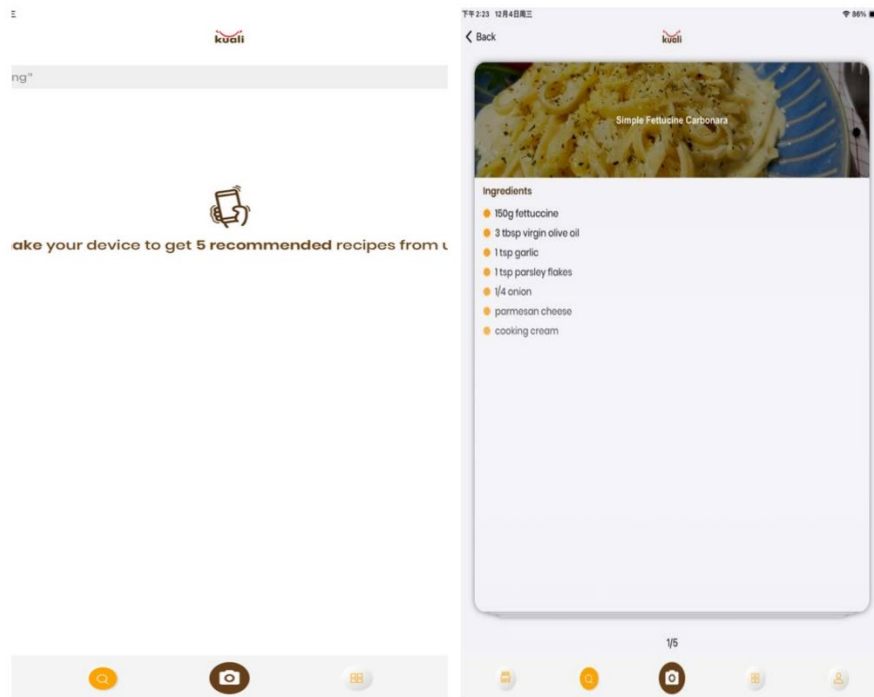 kuali
ng"
ake your device to get 5 recommended recipes from u
下午2:23 12月4日周三
86%
Back
kuali
Simple Fettucine Carbonara
Ingredients
150g fettuccine
3 tbsp virgin olive oil
1 tsp garlic
1 tsp parsley flakes
1/4 onion
parmesan cheese
cooking cream
1/5